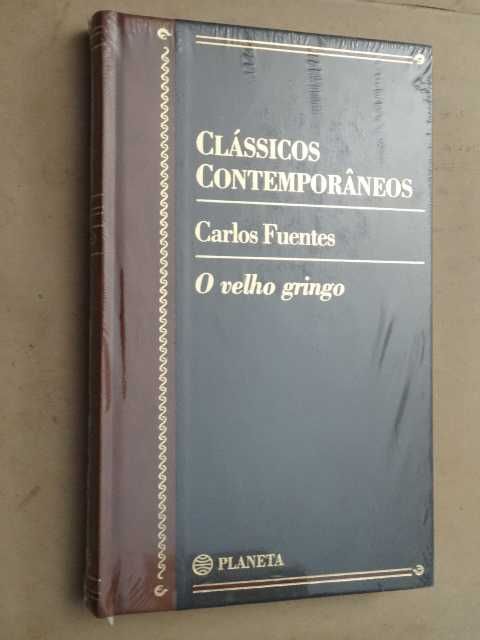 CLÁSSICOS
CONTEMPORÂNEOS
Carlos Fuentes
O velho gringo
PLANETA